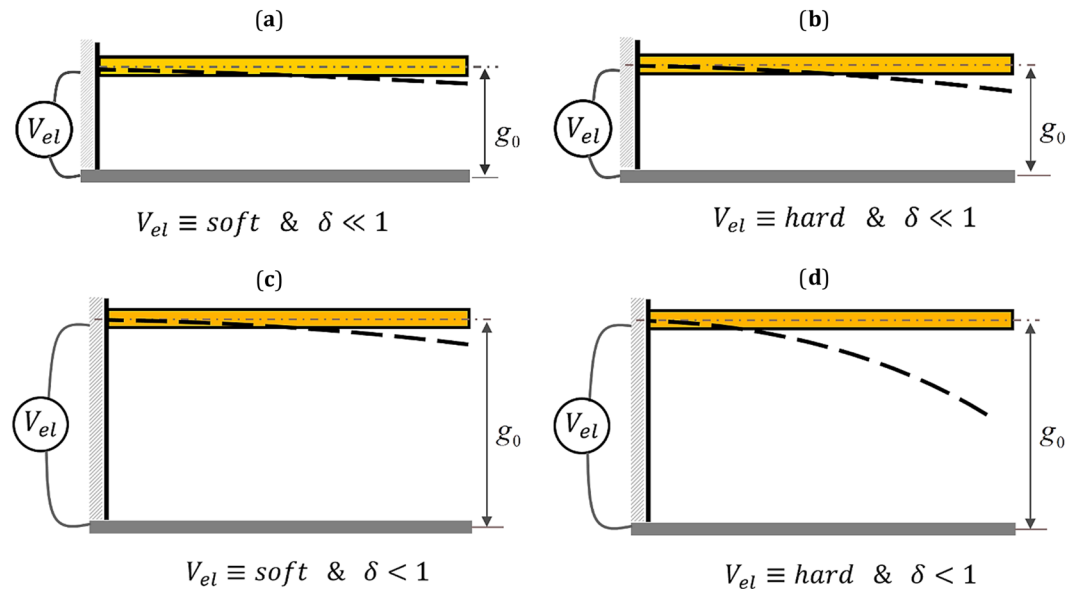 (a)
V_el
g_0
V_el ≡ soft & δ ≪ 1
(b)
V_el
g_0
V_el ≡ hard & δ ≪ 1
(c)
V_el
g_0
V_el ≡ soft & δ < 1
(d)
V_el
g_0
V_el ≡ hard & δ < 1